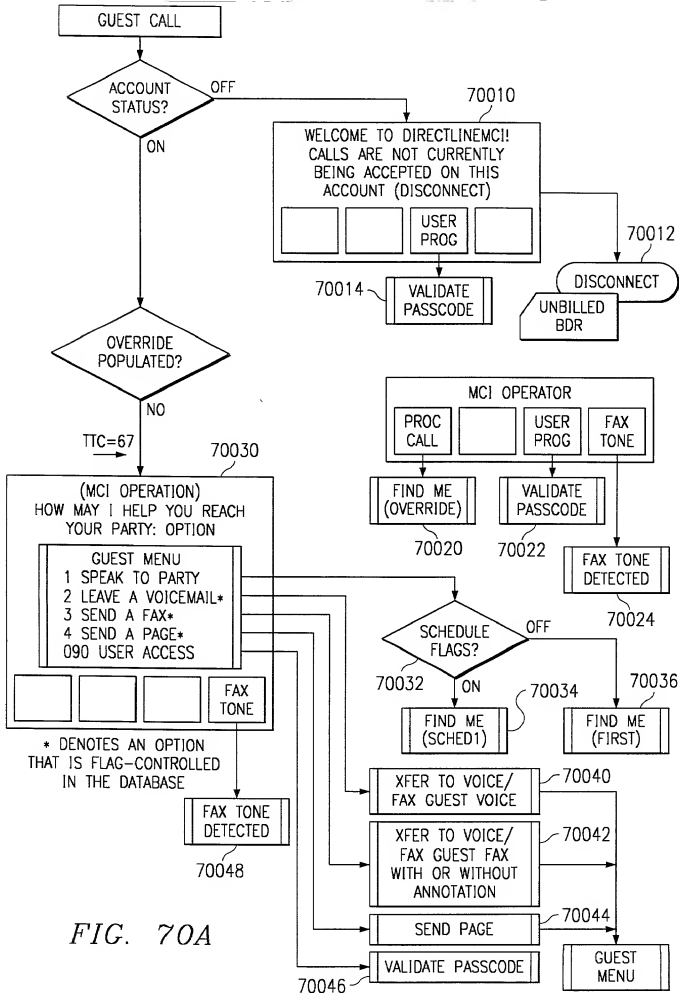 GUEST CALL
ACCOUNT
STATUS?
OFF
ON
70010
WELCOME TO DIRECTLINEMCI!
CALLS ARE NOT CURRENTLY
BEING ACCEPTED ON THIS
ACCOUNT (DISCONNECT)
USER
PROG
70012
DISCONNECT
UNBILLED
BDR
70014
VALIDATE
PASSCODE
OVERRIDE
POPULATED?
NO
TTC=67
MCI OPERATOR
PROC
CALL
USER
PROG
FAX
TONE
FIND ME
(OVERRIDE)
70020
VALIDATE
PASSCODE
70022
FAX TONE
DETECTED
70024
70030
(MCI OPERATION)
HOW MAY I HELP YOU REACH
YOUR PARTY: OPTION
GUEST MENU
1 SPEAK TO PARTY
2 LEAVE A VOICEMAIL*
3 SEND A FAX*
4 SEND A PAGE*
090 USER ACCESS
FAX
TONE
* DENOTES AN OPTION
THAT IS FLAG-CONTROLLED
IN THE DATABASE
FAX TONE
DETECTED
70048
SCHEDULE
FLAGS?
OFF
70032
ON
70034
FIND ME
(SCHED1)
70036
FIND ME
(FIRST)
XFER TO VOICE/
FAX GUEST VOICE
70040
XFER TO VOICE/
FAX GUEST FAX
WITH OR WITHOUT
ANNOTATION
70042
SEND PAGE
70044
VALIDATE PASSCODE
70046
GUEST
MENU
FIG. 70A